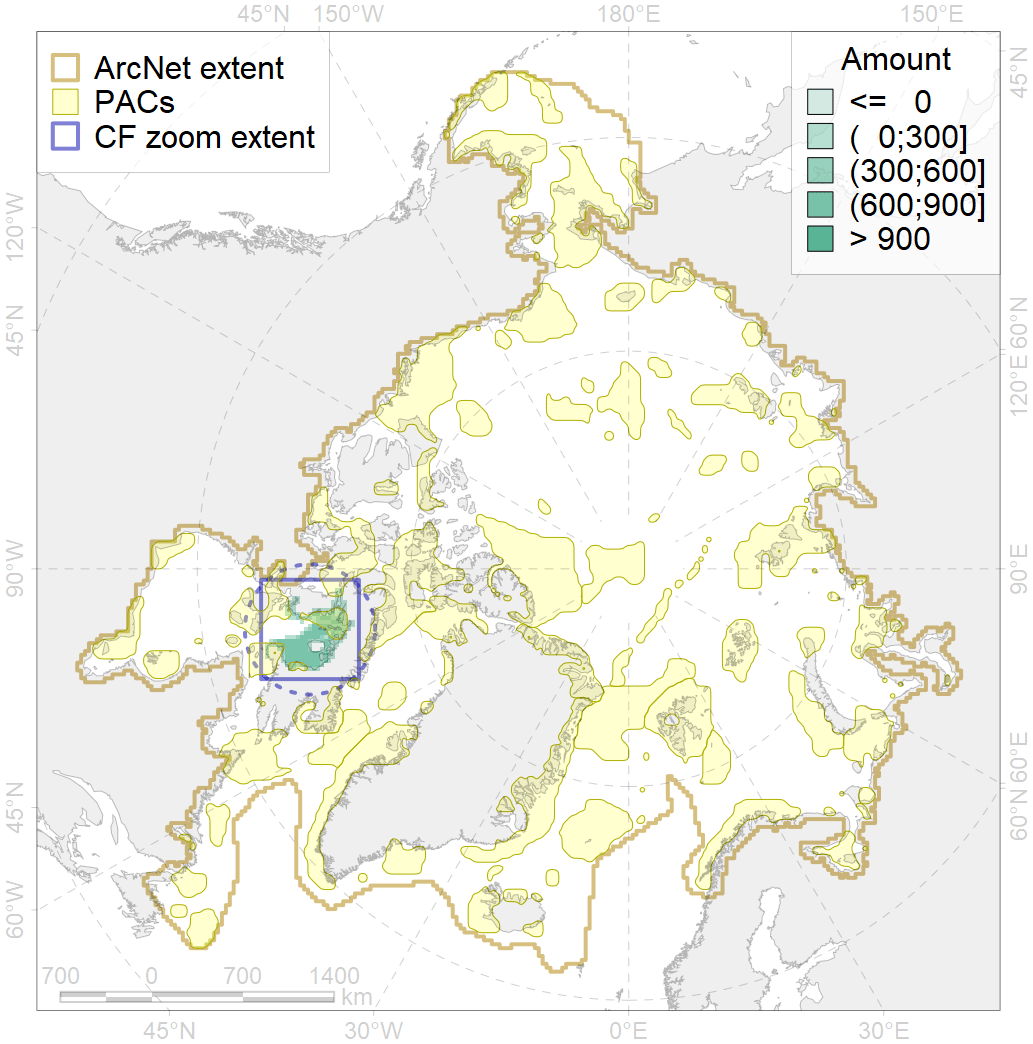 45°N 150°W 180°E 150°E
ArcNet extent
PACs
CF zoom extent
Amount
<= 0
( 0;300]
(300;600]
(600;900]
> 900
45°N
120°W
45°N
60°N
120°E
90°W
90°E
60°E
45°N
60°N
60°W
700 0 700 1400
km
45°N 30°W 0°E 30°E